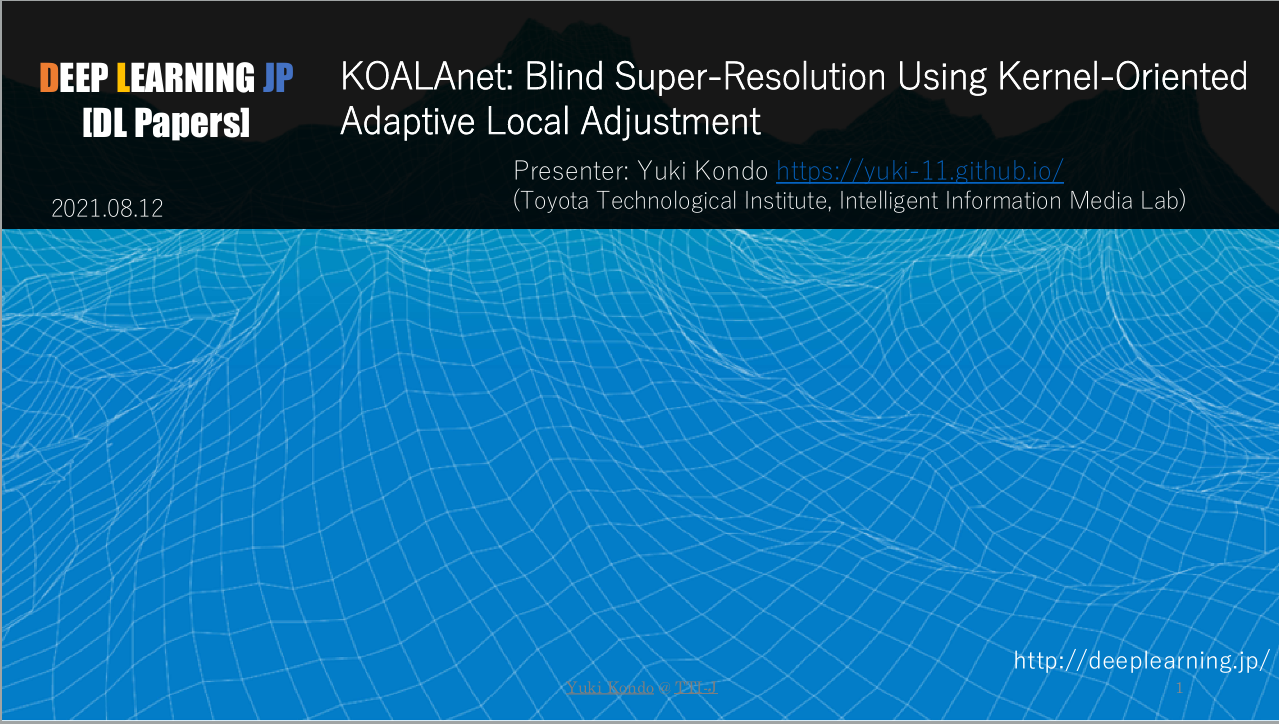 DEEP LEARNING JP
[DL Papers]
KOALAnet: Blind Super-Resolution Using Kernel-Oriented
Adaptive Local Adjustment
Presenter: Yuki Kondo https://yuki-11.github.io/
(Toyota Technological Institute, Intelligent Information Media Lab)
2021.08.12
http://deeplearning.jp/
Yuki Kondo @ TTI-J
1